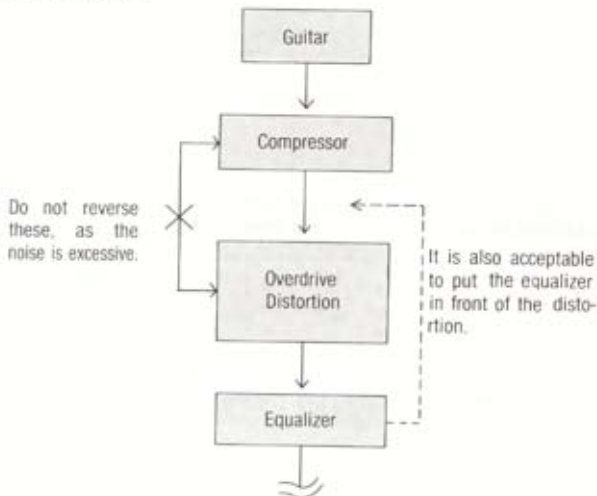 Guitar
Compressor
Do not reverse
these, as the
noise is excessive.
Overdrive
Distortion
It is also acceptable
to put the equalizer
in front of the disto-
rtion.
Equalizer